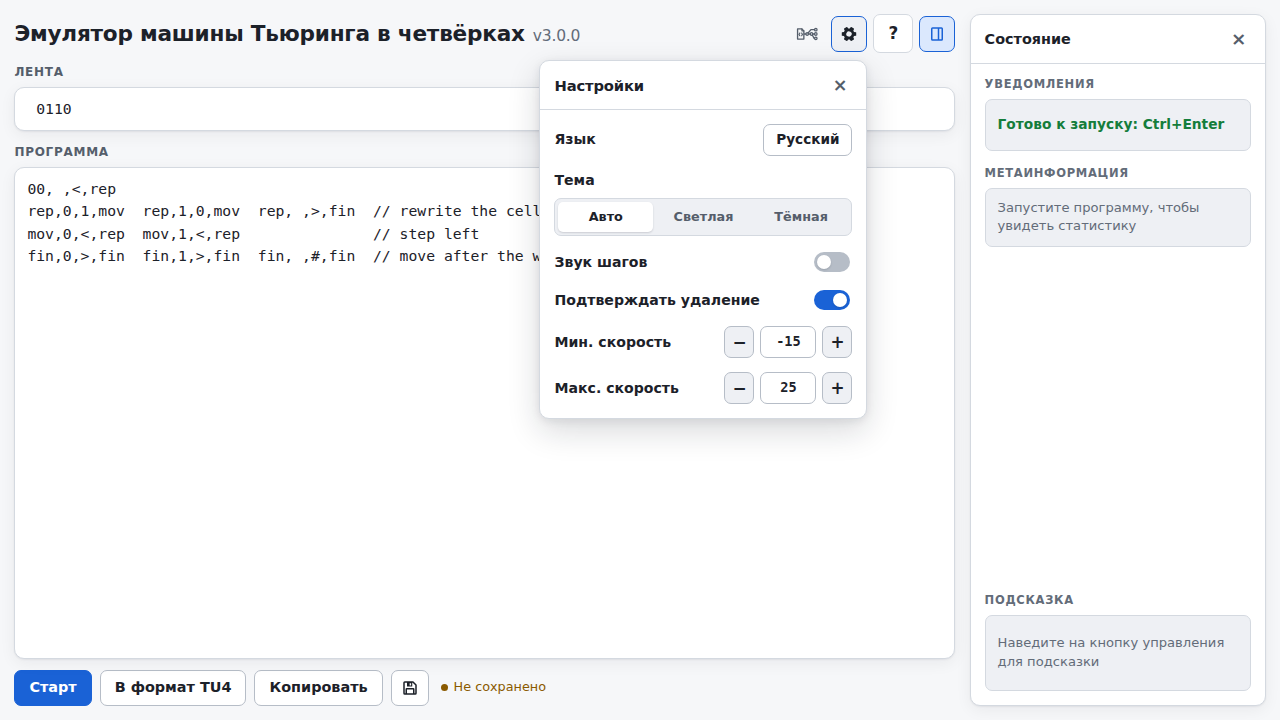 Эмулятор машины Тьюринга в четвёрках v3.0.0
?
ЛЕНТА
0110
ПРОГРАММА
00, ,<,rep
rep,0,1,mov  rep,1,0,mov  rep, ,>,fin  // rewrite the cell
mov,0,<,rep  mov,1,<,rep               // step left
fin,0,>,fin  fin,1,>,fin  fin, ,#,fin  // move after the
Настройки ×
Язык Русский
Тема
Авто Светлая Тёмная
Звук шагов
Подтверждать удаление
Мин. скорость − -15 +
Макс. скорость − 25 +
Старт В формат TU4 Копировать Не сохранено
Состояние ×
УВЕДОМЛЕНИЯ
Готово к запуску: Ctrl+Enter
МЕТАИНФОРМАЦИЯ
Запустите программу, чтобы
увидеть статистику
ПОДСКАЗКА
Наведите на кнопку управления
для подсказки